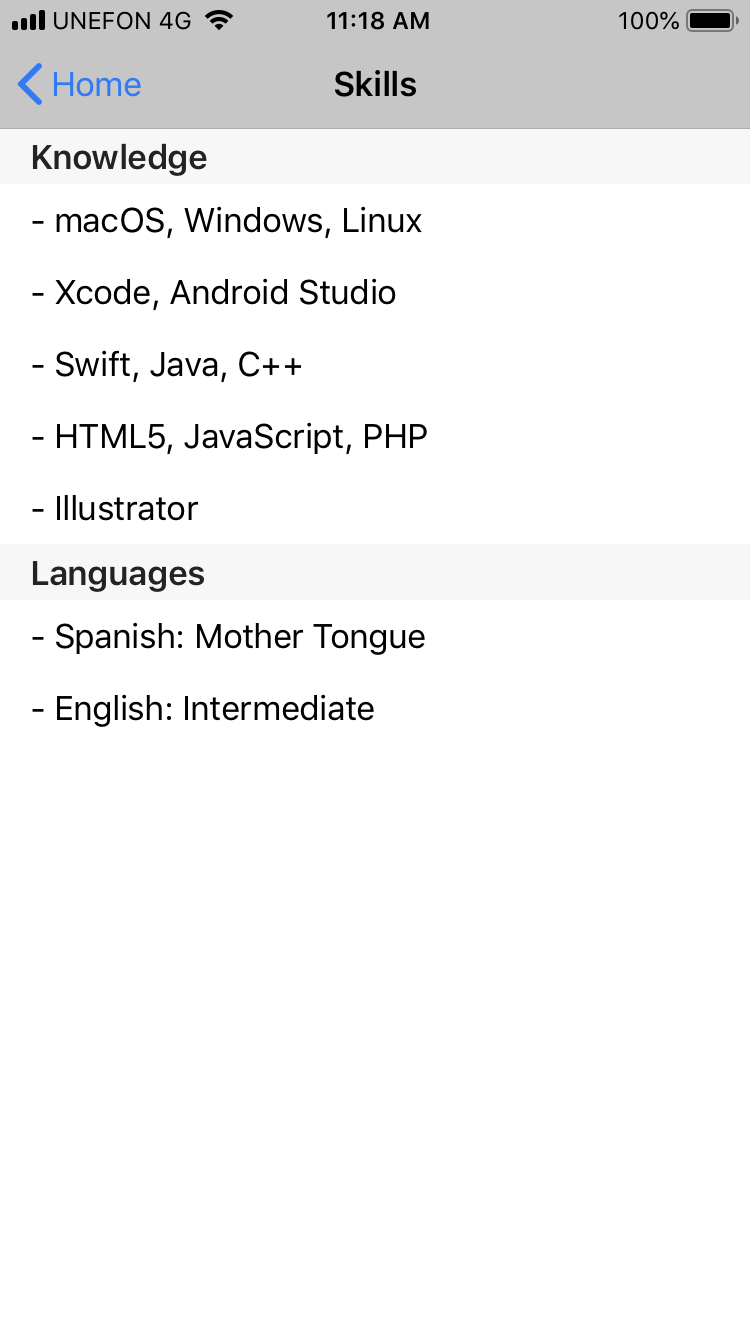 UNEFON 4G 11:18 AM 100%
Home Skills
Knowledge
- macOS, Windows, Linux
- Xcode, Android Studio
- Swift, Java, C++
- HTML5, JavaScript, PHP
- Illustrator
Languages
- Spanish: Mother Tongue
- English: Intermediate